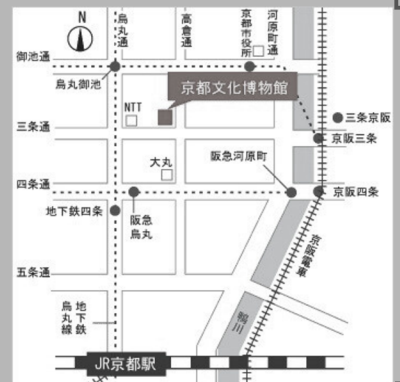 N
烏丸通
高倉通
京都市役所
河原町通
御池通
烏丸御池
京都文化博物館
NTT
三条京阪
三条通
京阪三条
大丸
阪急河原町
四条通
京阪四条
地下鉄四条
阪急
烏丸
京阪電車
五条通
地下鉄
烏丸線
鴨川
JR京都駅